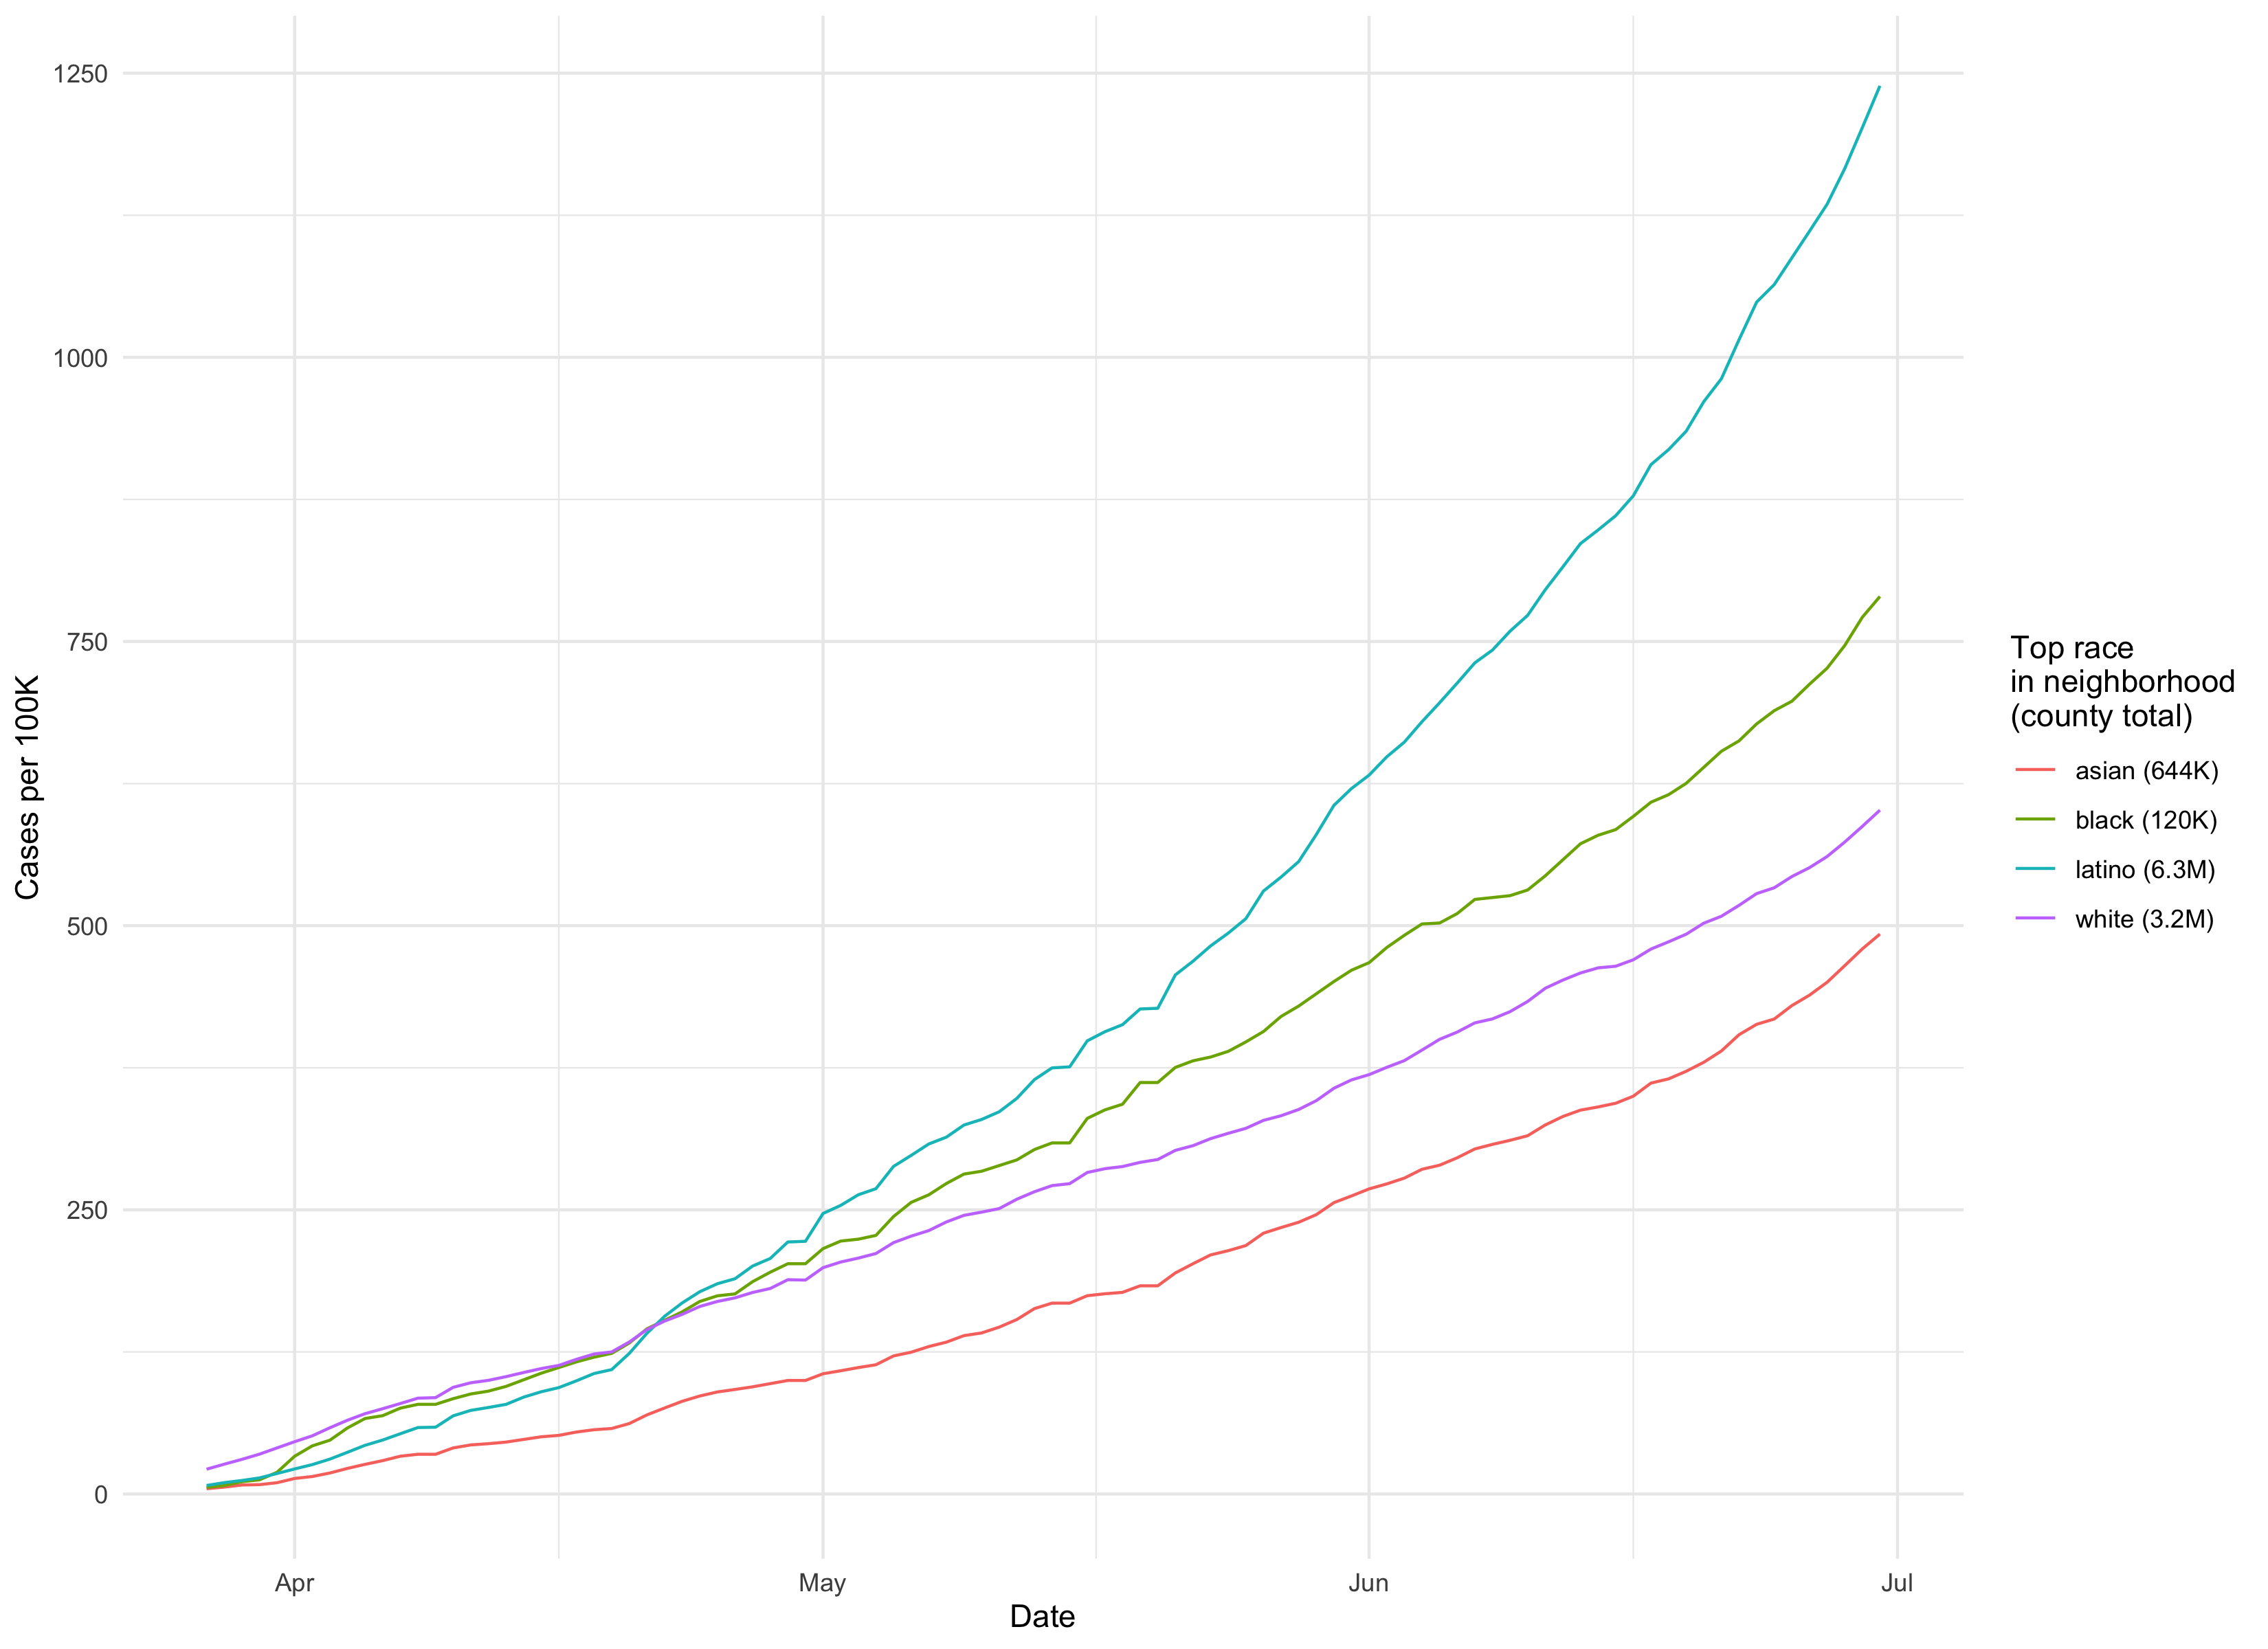 1250
1000
750
500
250
0
Cases per 100K
Apr
May
Jun
Jul
Date
Top race
in neighborhood
(county total)
asian (644K)
black (120K)
latino (6.3M)
white (3.2M)